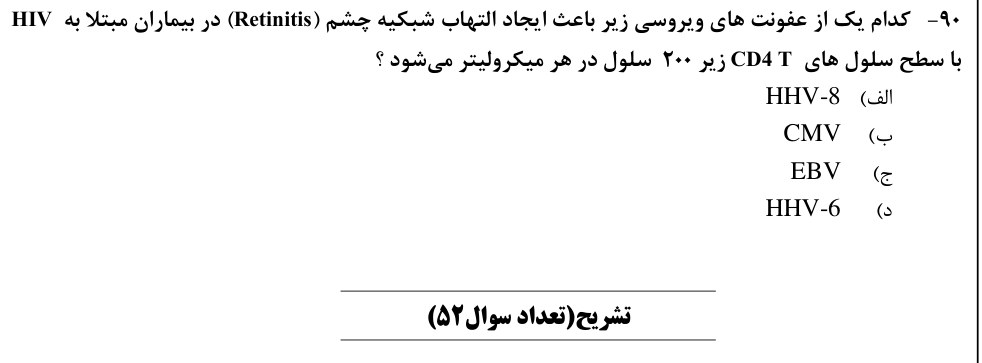 ۹۰- کدام یک از عفونت های ویروسی زیر باعث ایجاد التهاب شبکیه چشم (Retinitis) در بیماران مبتلا به HIV
با سطح سلول های CD4 T زیر ۲۰۰ سلول در هر میکرولیتر می‌شود ؟
الف) HHV-8
ب) CMV
ج) EBV
د) HHV-6
تشریح(تعداد سوال۵۲)